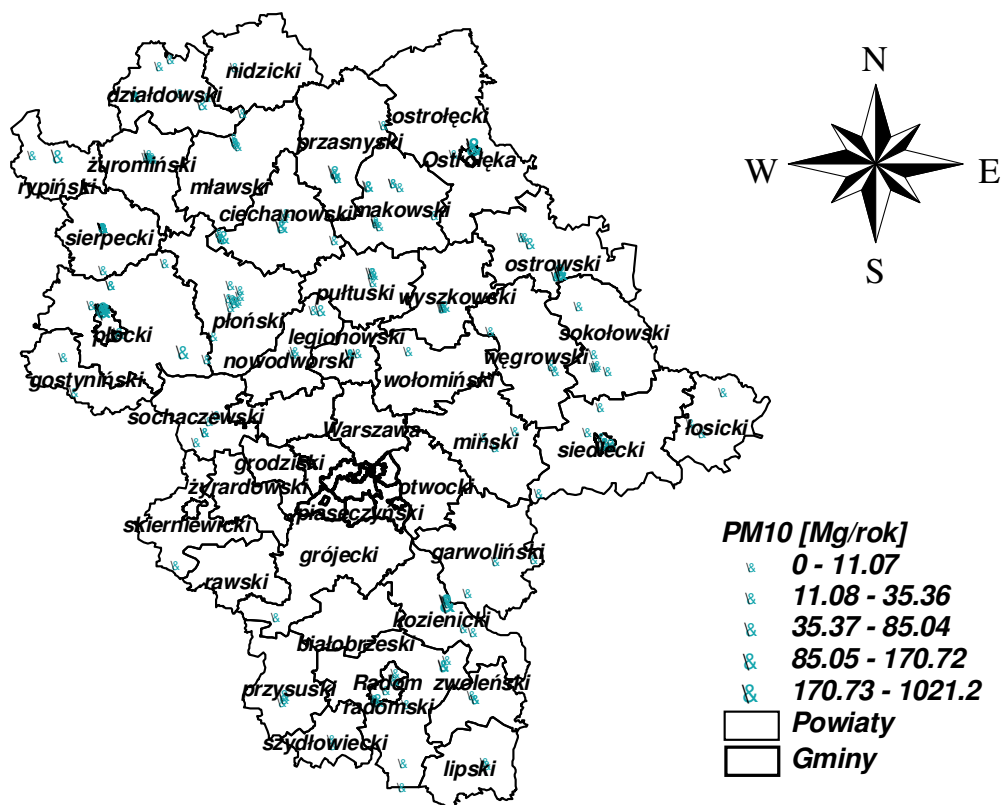 N
nidzicki
działdowski
ostrołęcki
przasnyski
Ostrołęka
żuromiński
W
E
rypiński
mławski
ciechanowski
makowski
sierpecki
ostrowski
S
pułtuski
wyszkowski
płoński
płocki
legionowski
sokołowski
nowodworski
węgrowski
gostyniński
wołomiński
sochaczewski
Warszawa
miński
łosicki
siedlecki
grodziski
żyrardowski
otwocki
piaseczyński
skierniewicki
PM10 [Mg/rok]
garwoliński
grójecki
0 - 11.07
rawski
11.08 - 35.36
kozienicki
35.37 - 85.04
białobrzeski
85.05 - 170.72
przysuski
Radom
zwoleński
170.73 - 1021.2
radomski
Powiaty
szydłowiecki
Gminy
lipski